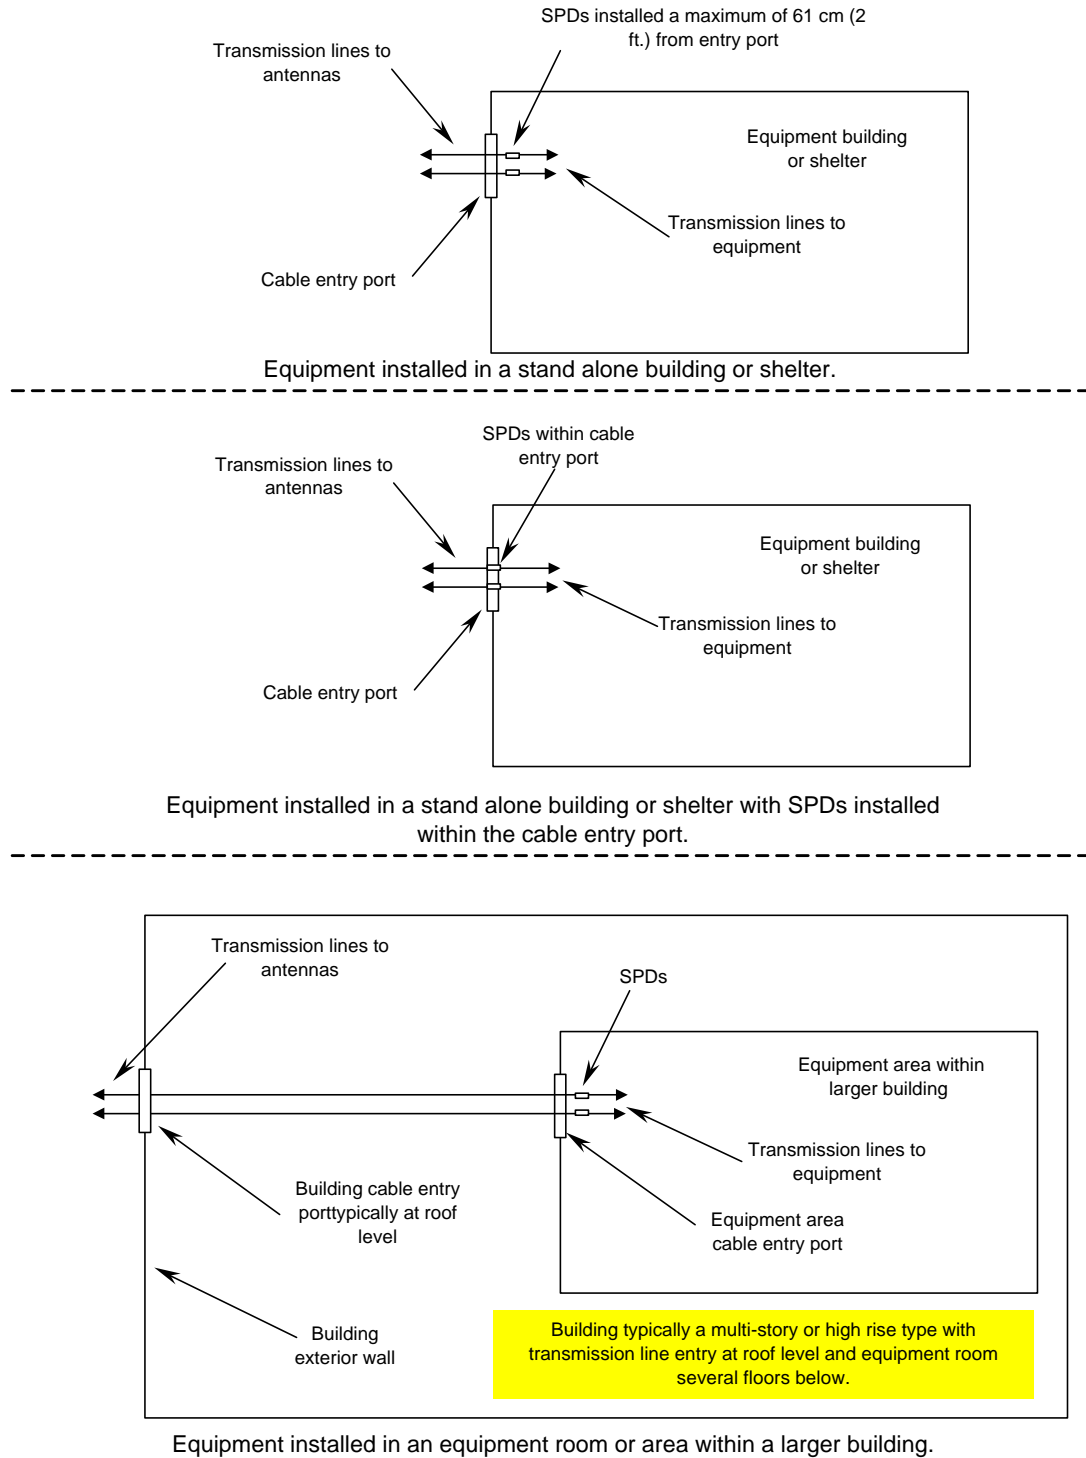 SPDs installed a maximum of 61 cm (2
ft.) from entry port
Transmission lines to
antennas
Equipment building
or shelter
Transmission lines to
equipment
Cable entry port
Equipment installed in a stand alone building or shelter.
SPDs within cable
entry port
Transmission lines to
antennas
Equipment building
or shelter
Transmission lines to
equipment
Cable entry port
Equipment installed in a stand alone building or shelter with SPDs installed
within the cable entry port.
Transmission lines to
antennas
SPDs
Equipment area within
larger building
Transmission lines to
equipment
Building cable entry
porttypically at roof
level
Equipment area
cable entry port
Building
exterior wall
Building typically a multi-story or high rise type with
transmission line entry at roof level and equipment room
several floors below.
Equipment installed in an equipment room or area within a larger building.